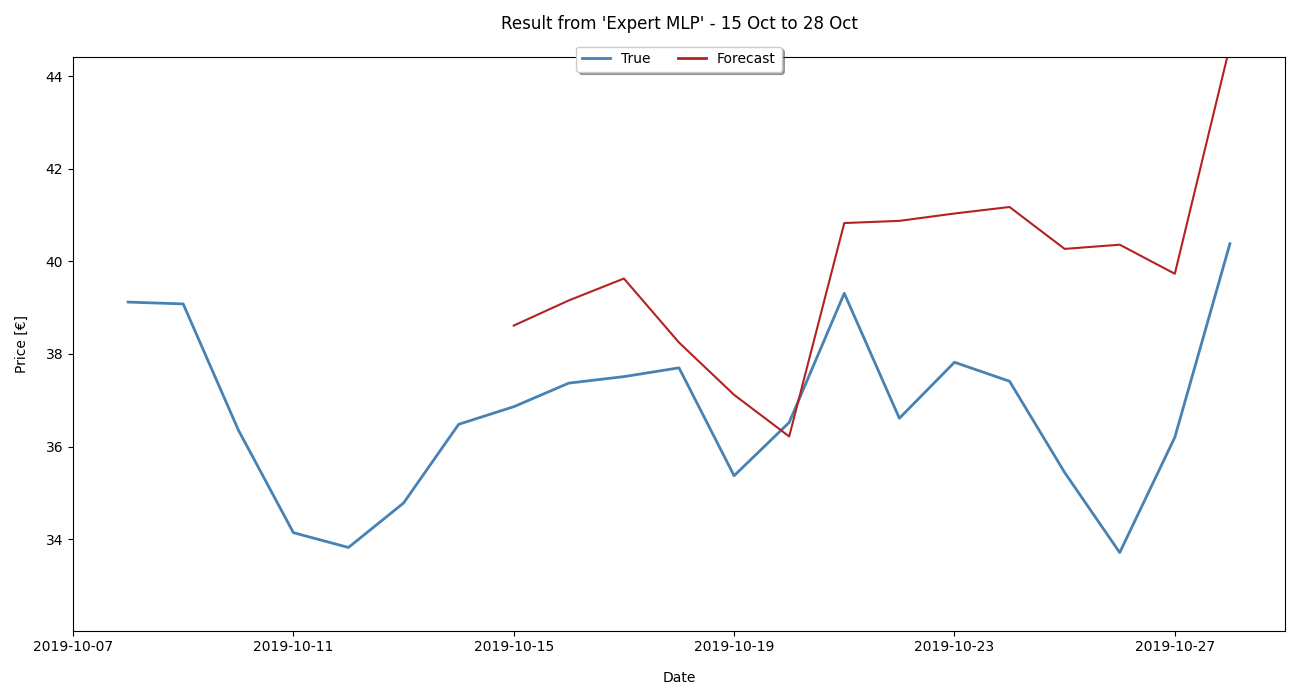 Result from 'Expert MLP' - 15 Oct to 28 Oct
True Forecast
44
42
40
38
36
34
Price [€]
2019-10-07 2019-10-11 2019-10-15 2019-10-19 2019-10-23 2019-10-27
Date